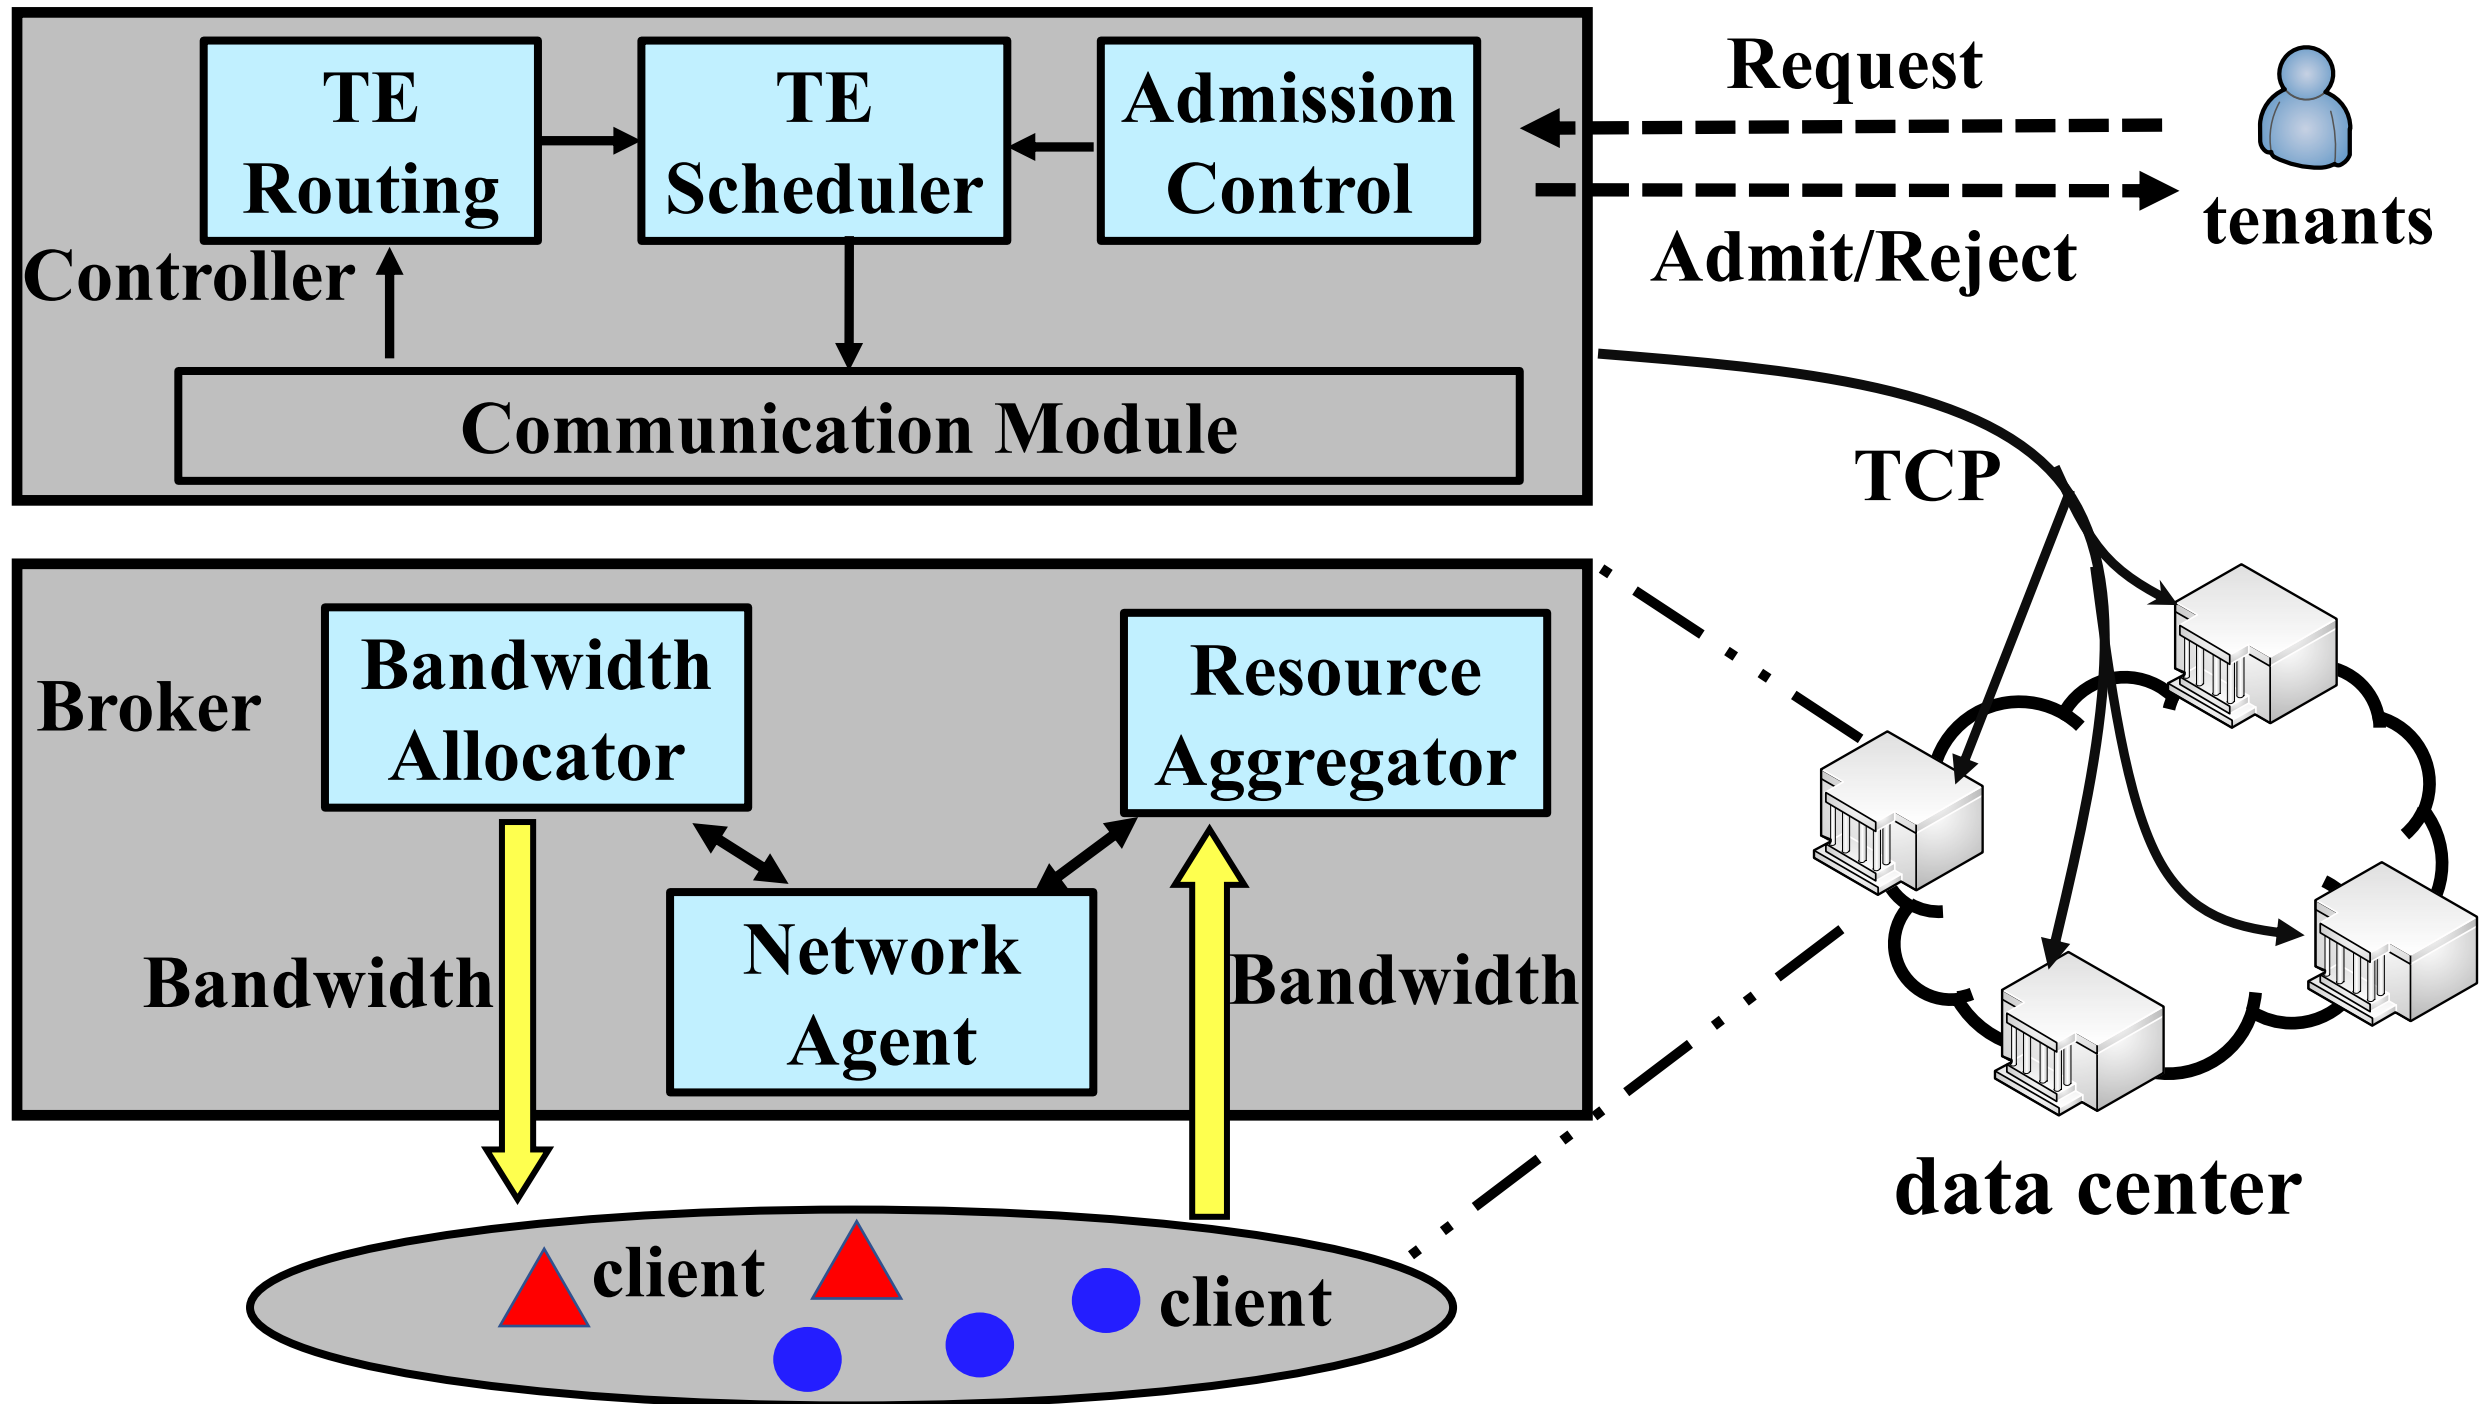 TE
Routing
TE
Scheduler
Admission
Control
Request
Admit/Reject
tenants
Controller
Communication Module
TCP
Broker
Bandwidth
Allocator
Resource
Aggregator
Network
Agent
Bandwidth
Bandwidth
data center
client
client